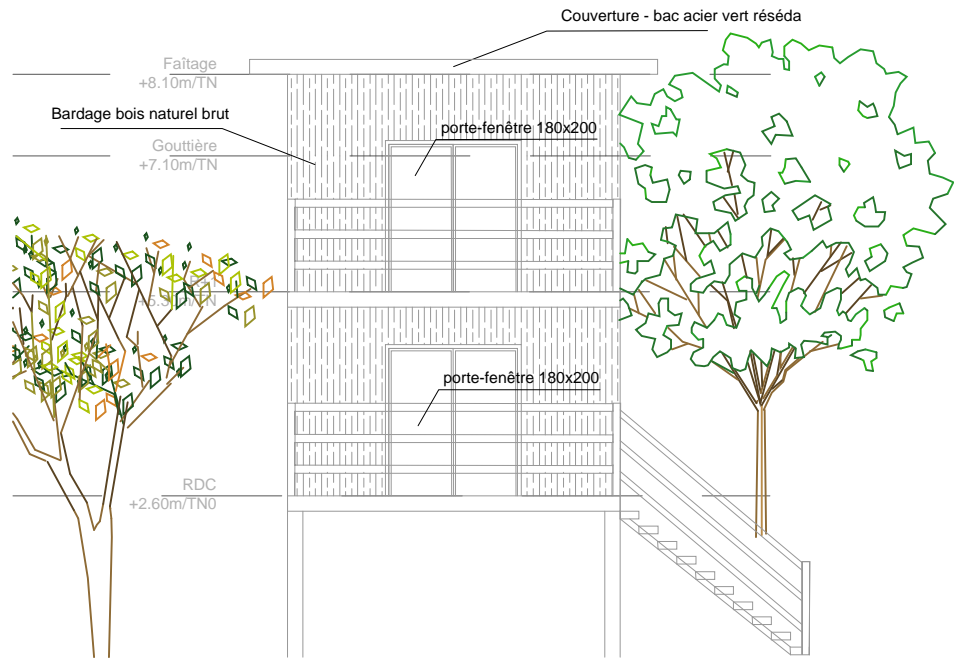 Couverture - bac acier vert réséda
Faîtage
+8.10m/TN
Bardage bois naturel brut
porte-fenêtre 180x200
Gouttière
+7.10m/TN
porte-fenêtre 180x200
RDC
+2.60m/TN0